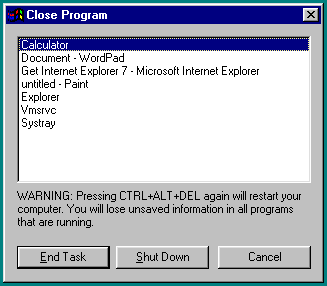 Close Program
Calculator
Document - WordPad
Get Internet Explorer 7 - Microsoft Internet Explorer
untitled - Paint
Explorer
Vmsrvc
Systray
WARNING: Pressing CTRL+ALT+DEL again will restart your
computer. You will lose unsaved information in all programs
that are running.
End Task
Shut Down
Cancel